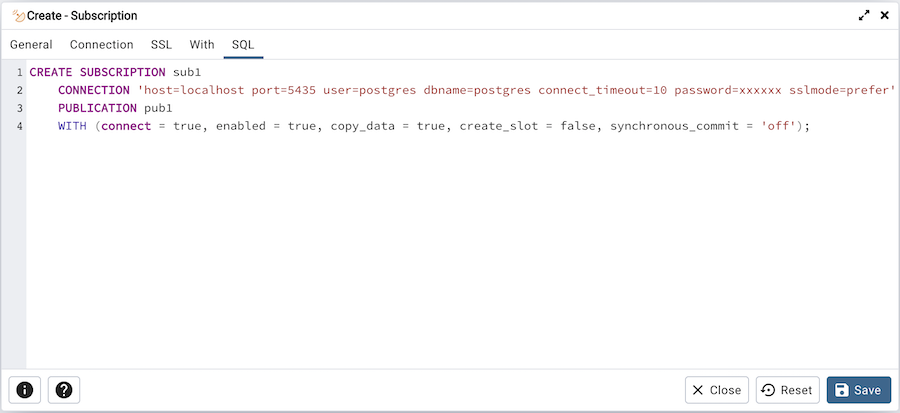 Create - Subscription
General Connection SSL With SQL
1 CREATE SUBSCRIPTION sub1
2 CONNECTION 'host=localhost port=5435 user=postgres dbname=postgres connect_timeout=10 password=xxxxxx sslmode=prefer'
3 PUBLICATION pub1
4 WITH (connect = true, enabled = true, copy_data = true, create_slot = false, synchronous_commit = 'off');
Close Reset Save